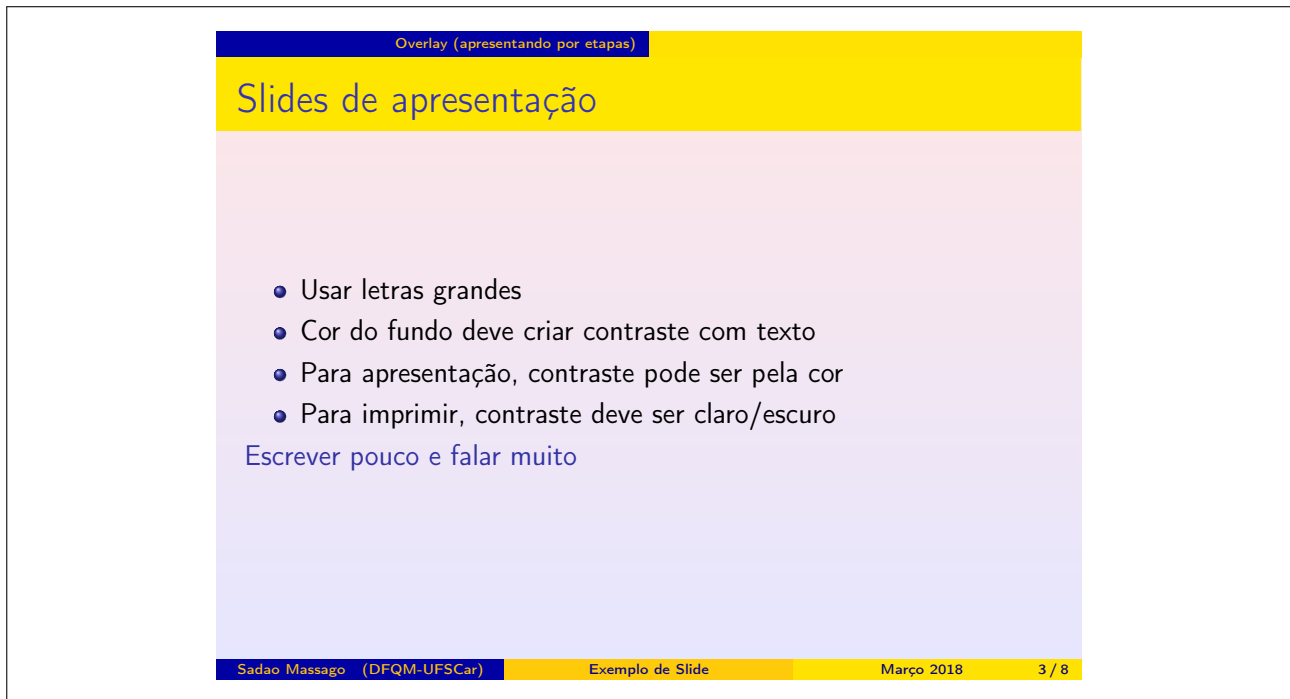 Overlay (apresentando por etapas)
Slides de apresentação
Usar letras grandes
Cor do fundo deve criar contraste com texto
Para apresentação, contraste pode ser pela cor
Para imprimir, contraste deve ser claro/escuro
Escrever pouco e falar muito
Sadao Massago (DFQM-UFSCar) Exemplo de Slide Março 2018 3 / 8